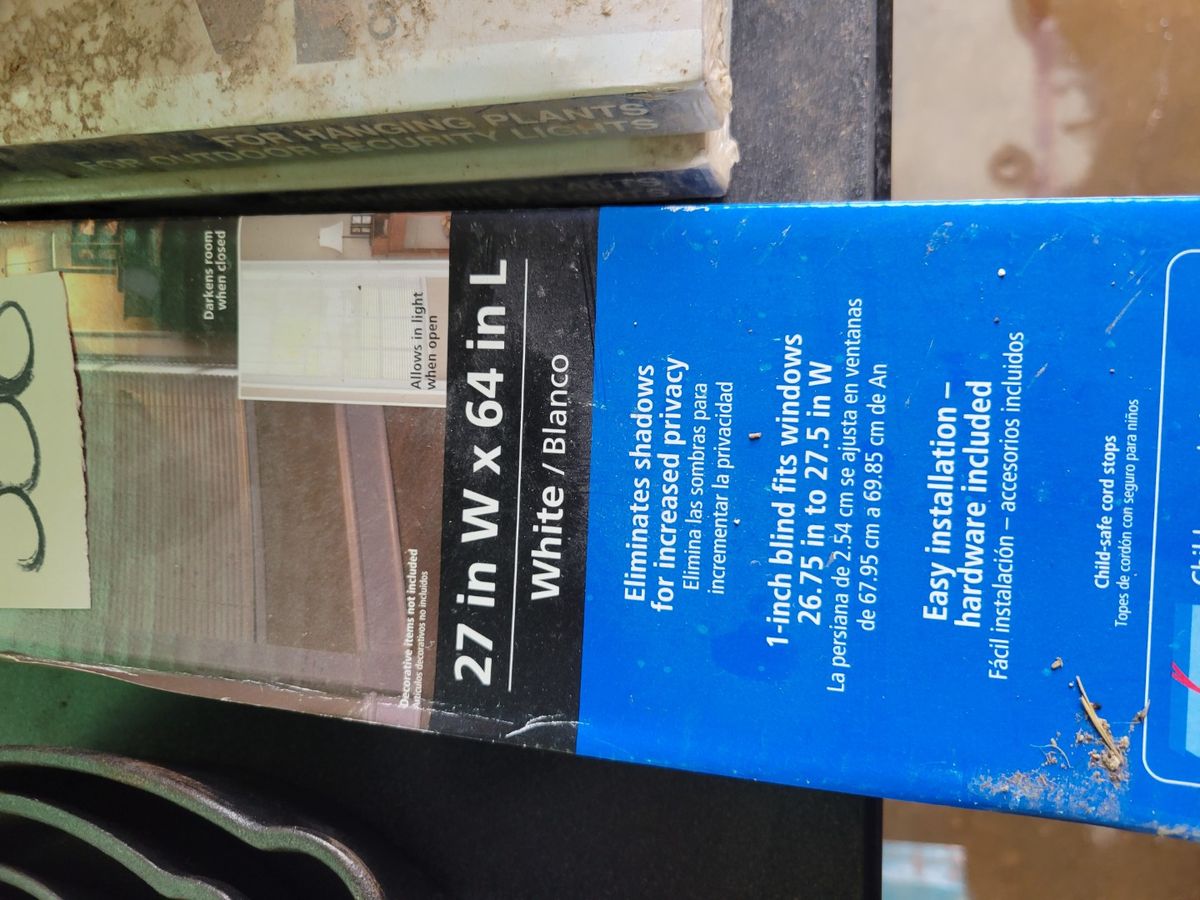 FOR HANGING PLANTS
FOR OUTDOOR SECURITY LIGHTS
Darkens room
when closed
Allows in light
when open
Decorative items not included
Artículos decorativos no incluidos
27 in W x 64 in L
White / Blanco
Eliminates shadows
for increased privacy
Elimina las sombras para
incrementar la privacidad
1-inch blind fits windows
26.75 in to 27.5 in W
La persiana de 2.54 cm se ajusta en ventanas
de 67.95 cm a 69.85 cm de An
Easy installation –
hardware included
Fácil instalación – accesorios incluidos
Child-safe cord stops
Topes de cordón con seguro para niños